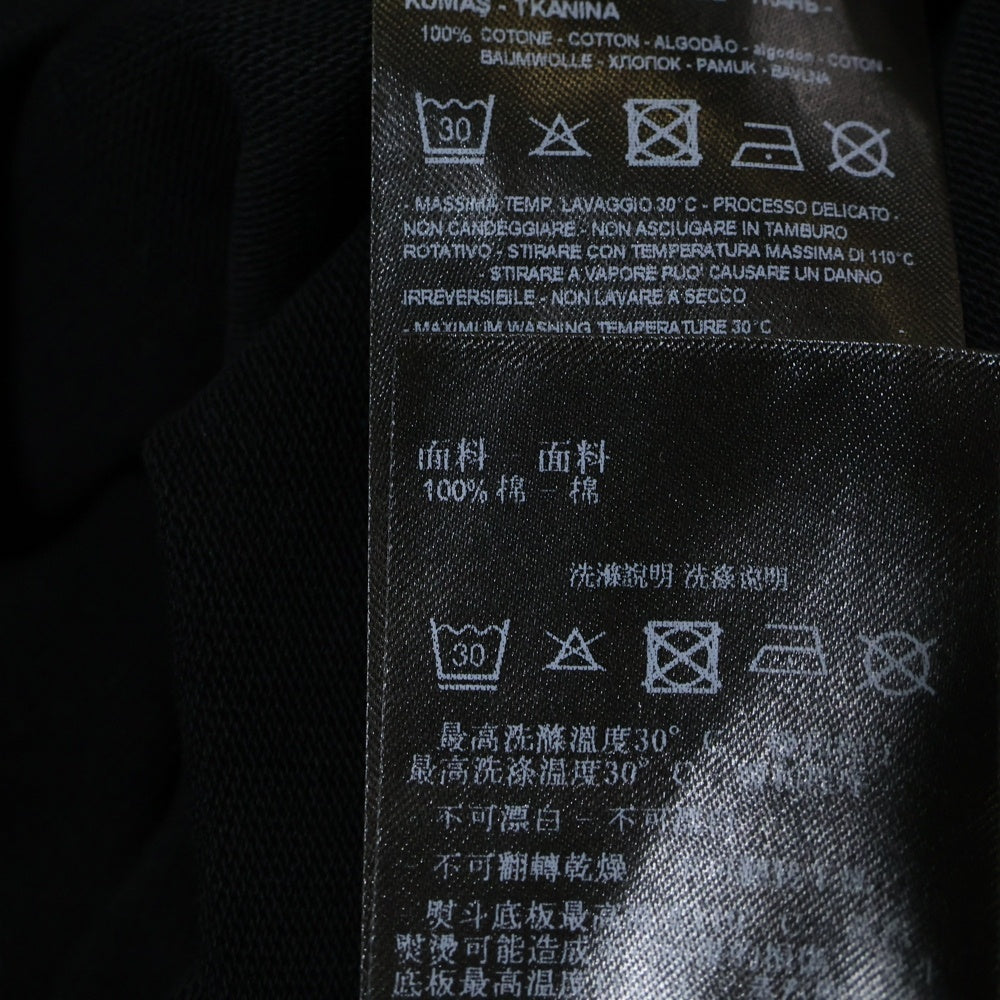 KUMAŞ - TKANINA
100% COTONE - COTTON - ALGODÃO - algodon - COTON -
BAUMWOLLE - ХЛОПОК - PAMUK - BAVLNA
30
- MASSIMA TEMP. LAVAGGIO 30°C - PROCESSO DELICATO -
NON CANDEGGIARE - NON ASCIUGARE IN TAMBURO
ROTATIVO - STIRARE CON TEMPERATURA MASSIMA DI 110°C
- STIRARE A VAPORE PUO' CAUSARE UN DANNO
IRREVERSIBILE - NON LAVARE A SECCO
- MAXIMUM WASHING TEMPERATURE 30°C
面料 面料
100% 棉 - 棉
洗滌說明 洗涤说明
30
最高洗滌溫度30° C
最高洗涤温度30° C
不可漂白 - 不可
- 不可翻轉乾燥
熨斗底板最高
熨燙可能造成
底板最高温度